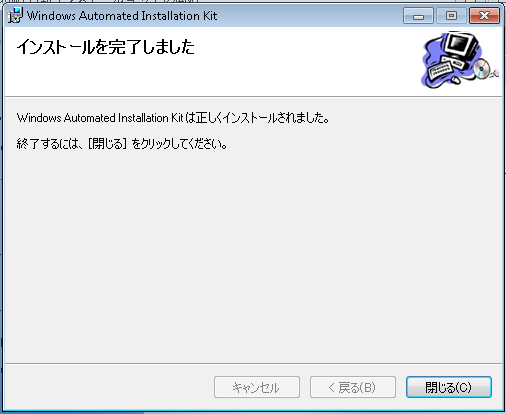 Windows Automated Installation Kit
インストールを完了しました
Windows Automated Installation Kitは正しくインストールされました。
終了するには、[閉じる] をクリックしてください。
キャンセル
< 戻る(B)
閉じる(C)